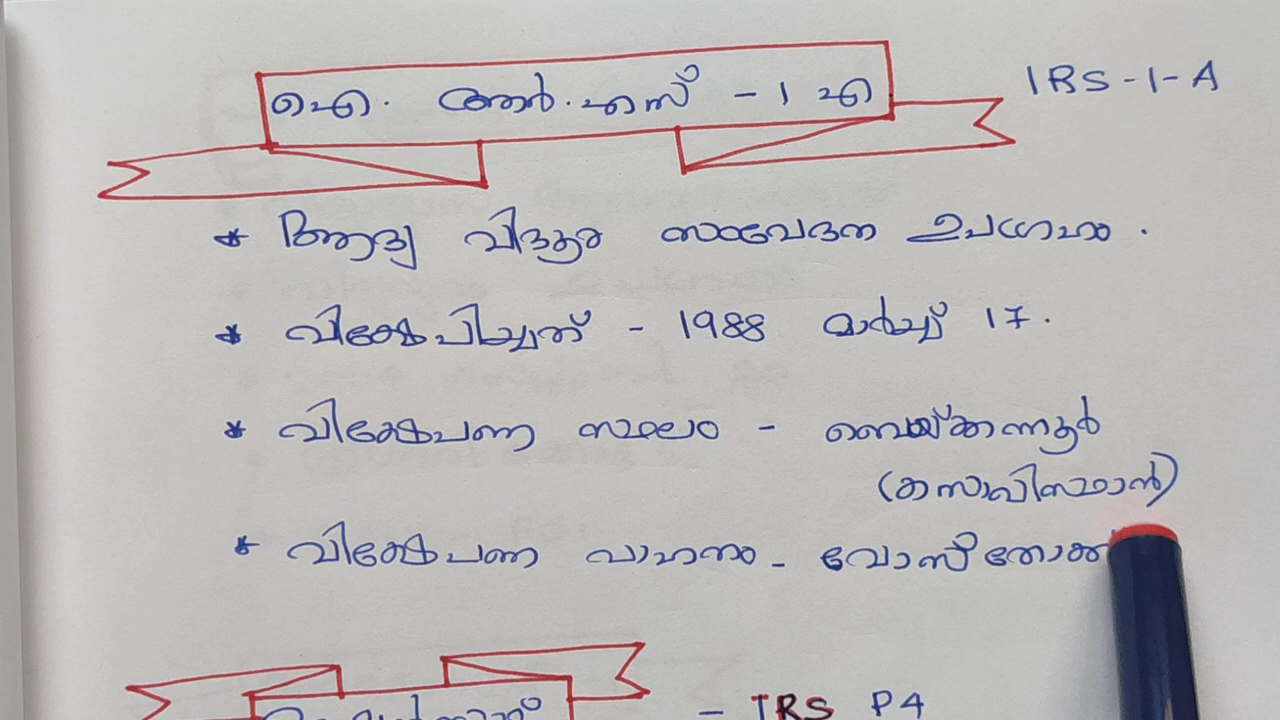 ഐ. ആർ.എസ് - 1 എ IRS-1-A
* ആദ്യ വിദൂര സംവേദന ഉപഗ്രഹം .
* വിക്ഷേപിച്ചത് - 1988 മാർച്ച് 17.
* വിക്ഷേപണ സ്ഥലം - ബൈയ്ക്കന്നൂർ
(കസാഖിസ്ഥാൻ)
* വിക്ഷേപണ വാഹനം - വോസ്തോക്ക
- IRS P4